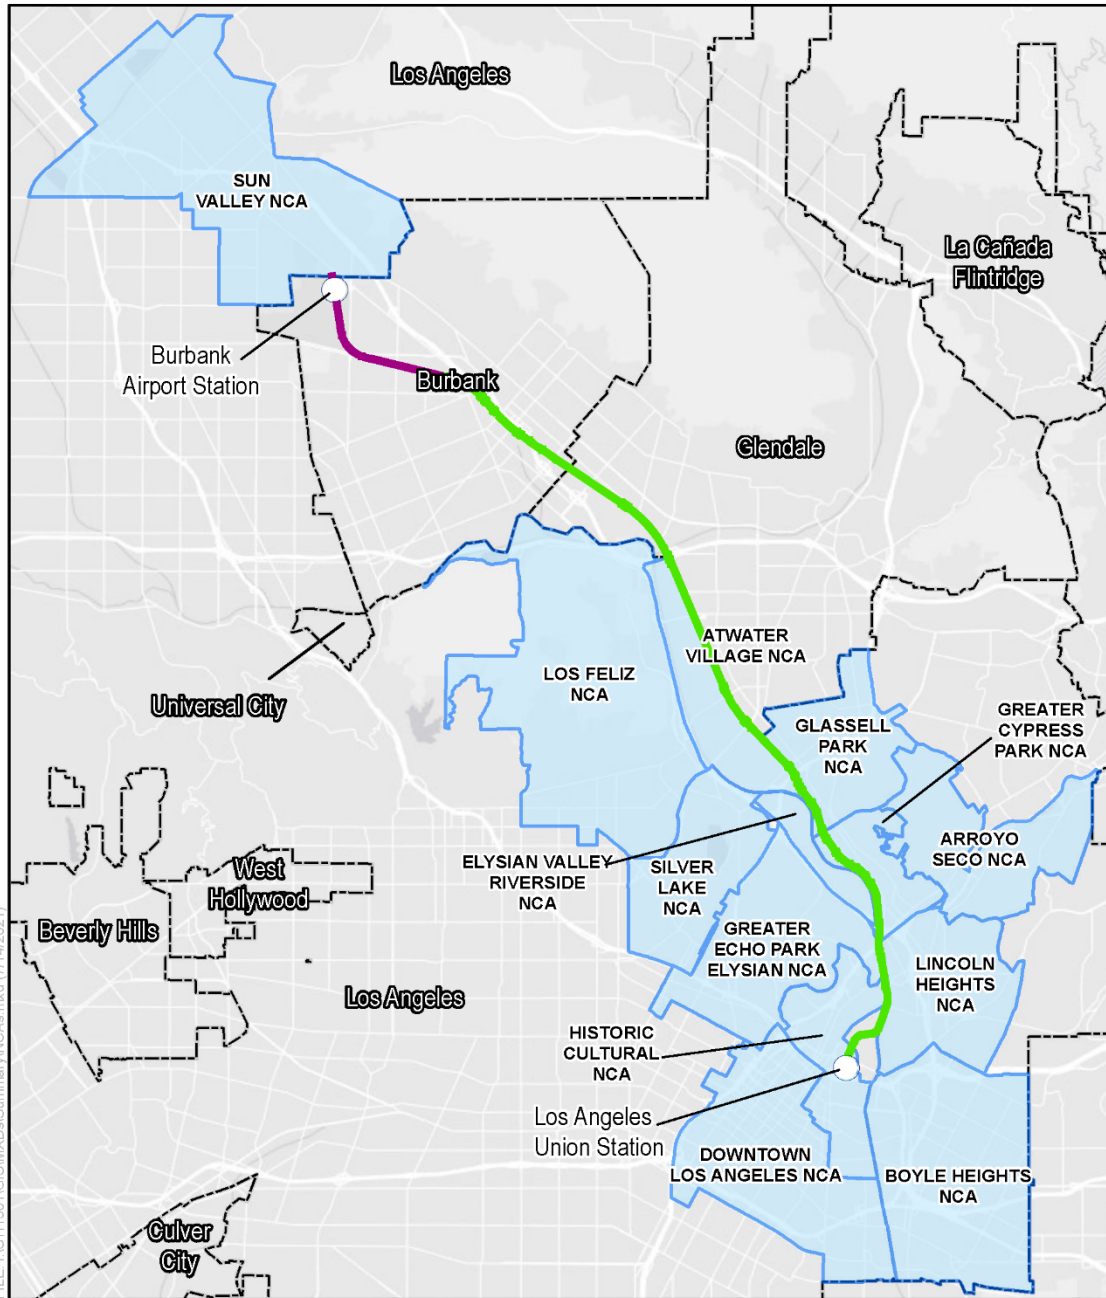 Los Angeles
SUN
VALLEY NCA
La Cañada
Flintridge
Burbank
Airport Station
Burbank
Glendale
ATWATER
VILLAGE NCA
LOS FELIZ
NCA
Universal City
GLASSELL
PARK
NCA
GREATER
CYPRESS
PARK NCA
ELYSIAN VALLEY
RIVERSIDE
NCA
SILVER
LAKE
NCA
ARROYO
SECO NCA
West
Hollywood
Beverly Hills
GREATER
ECHO PARK
ELYSIAN NCA
LINCOLN
HEIGHTS
NCA
Los Angeles
HISTORIC
CULTURAL
NCA
Los Angeles
Union Station
DOWNTOWN
LOS ANGELES NCA
BOYLE HEIGHTS
NCA
Culver
City